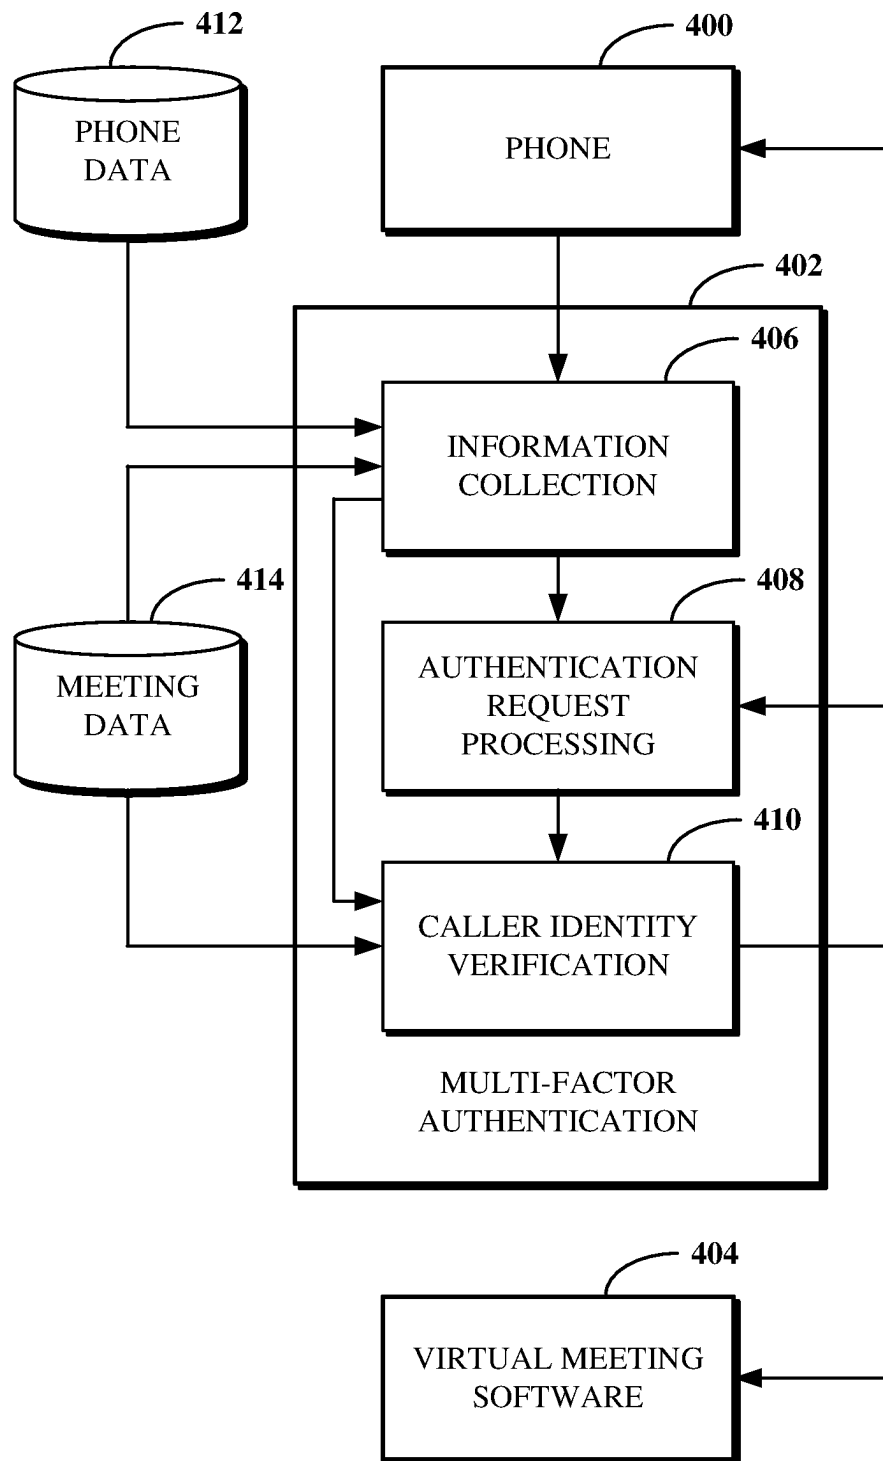 412
400
PHONE
DATA
PHONE
402
406
INFORMATION
COLLECTION
414
408
MEETING
DATA
AUTHENTICATION
REQUEST
PROCESSING
410
CALLER IDENTITY
VERIFICATION
MULTI-FACTOR
AUTHENTICATION
404
VIRTUAL MEETING
SOFTWARE